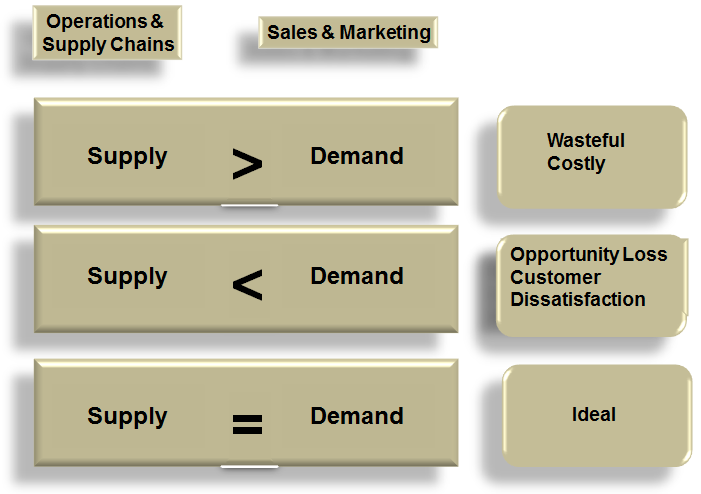 Operations &
Supply Chains
Sales & Marketing
Supply > Demand
Wasteful
Costly
Supply < Demand
Opportunity Loss
Customer
Dissatisfaction
Supply = Demand
Ideal